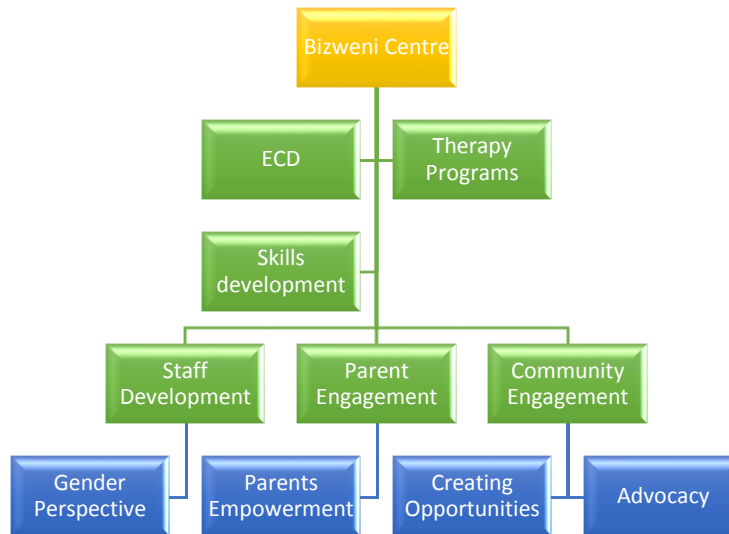 Bizweni Centre
ECD
Therapy
Programs
Skills
development
Staff
Development
Parent
Engagement
Community
Engagement
Gender
Perspective
Parents
Empowerment
Creating
Opportunities
Advocacy